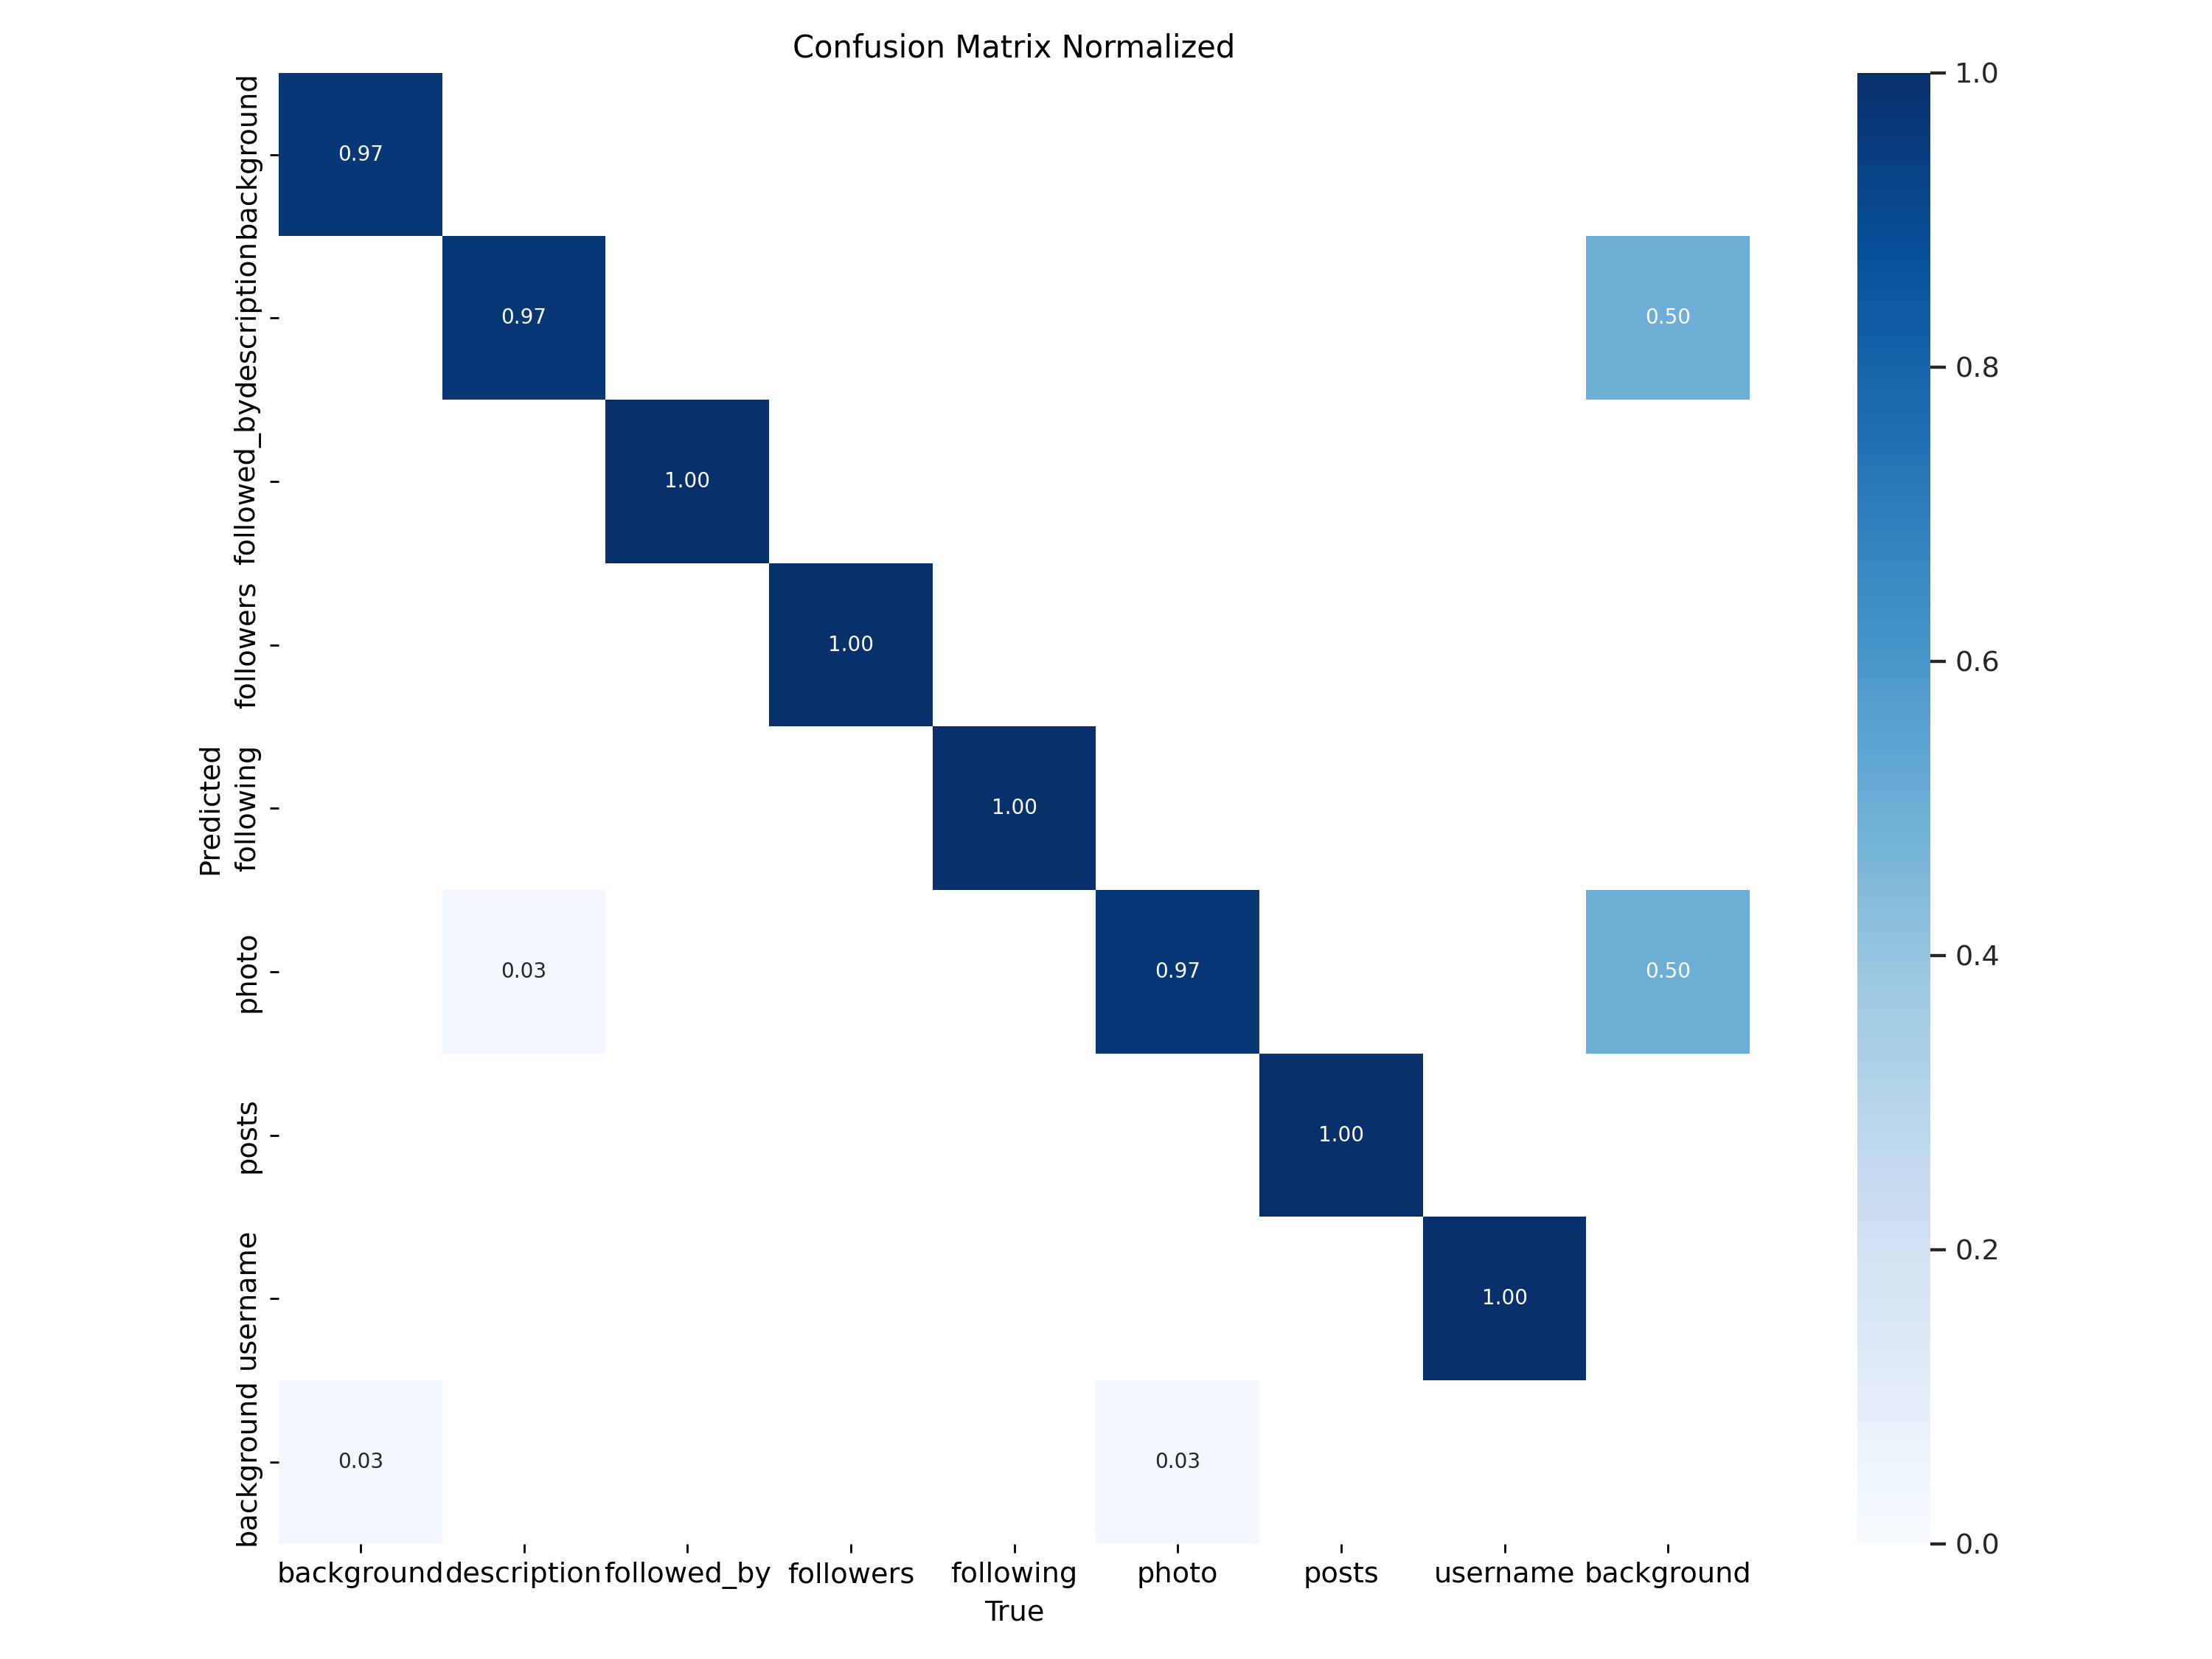 Confusion Matrix Normalized
background
description
followed_by
followers
following
photo
posts
username
background
Predicted
0.97
0.97
0.50
1.00
1.00
1.00
0.03
0.97
0.50
1.00
1.00
0.03
0.03
background description followed_by followers following photo posts username background
True
1.0
0.8
0.6
0.4
0.2
0.0